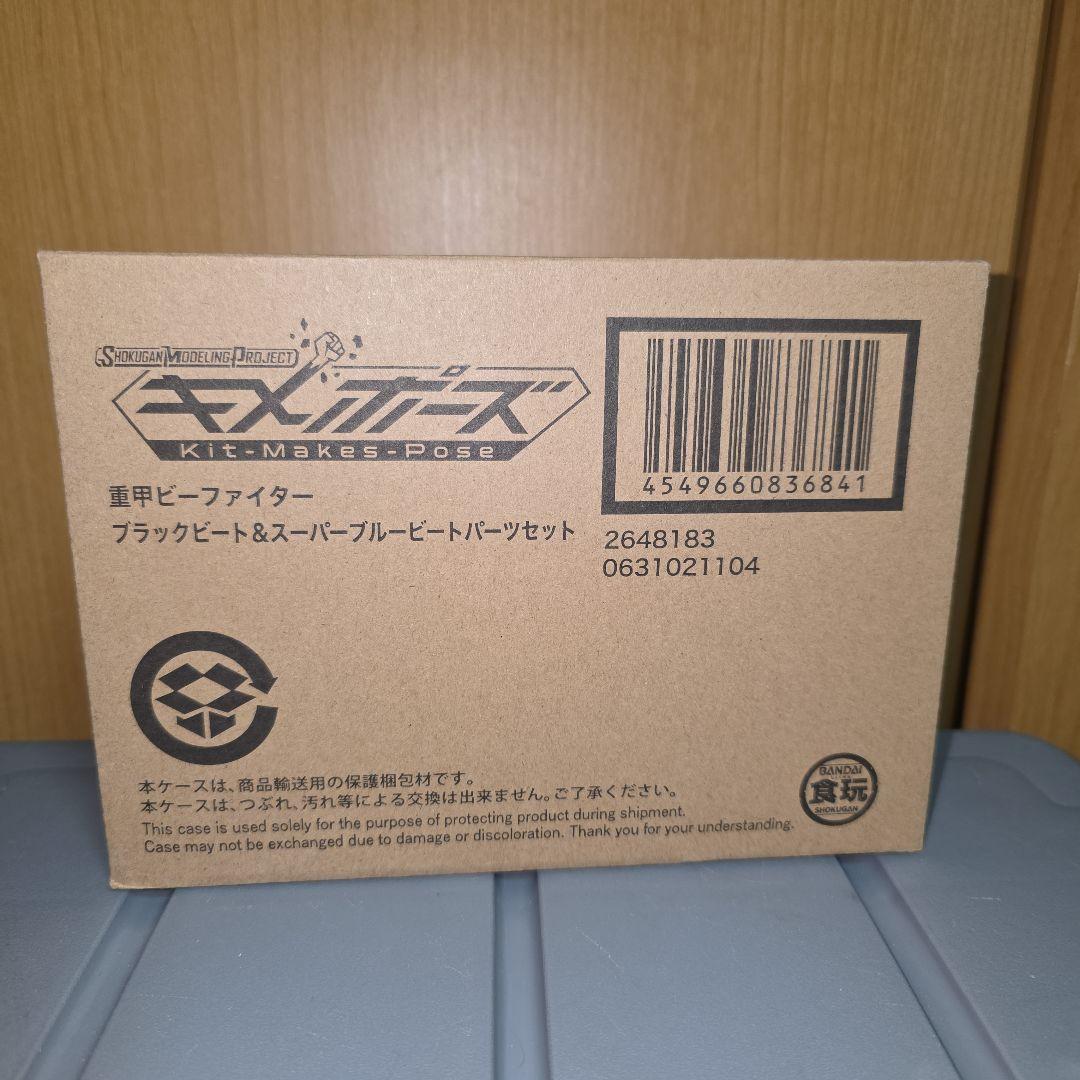 SHOKUGAN MODELING PROJECT
キメポーズ
Kit-Makes-Pose
重甲ビーファイター
ブラックビート＆スーパーブルービートパーツセット
4549660836841
2648183
0631021104
本ケースは、商品輸送用の保護梱包材です。
本ケースは、つぶれ、汚れ等による交換は出来ません。ご了承ください。
This case is used solely for the purpose of protecting product during shipment.
Case may not be exchanged due to damage or discoloration. Thank you for your understanding.
BANDAI
食玩
SHOKUGAN